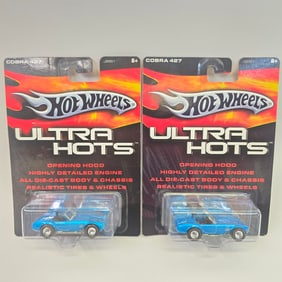 COBRA 427
8+
HOT WHEELS
ULTRA
HOTS
OPENING HOOD
HIGHLY DETAILED ENGINE
ALL DIE-CAST BODY & CHASSIS
REALISTIC TIRES & WHEELS
COBRA 427
8+
HOT WHEELS
ULTRA
HOTS
OPENING HOOD
HIGHLY DETAILED ENGINE
ALL DIE-CAST BODY & CHASSIS
REALISTIC TIRES & WHEELS